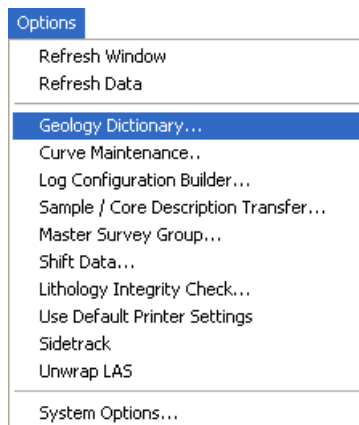 Options
Refresh Window
Refresh Data
Geology Dictionary...
Curve Maintenance..
Log Configuration Builder...
Sample / Core Description Transfer...
Master Survey Group...
Shift Data...
Lithology Integrity Check...
Use Default Printer Settings
Sidetrack
Unwrap LAS
System Options...